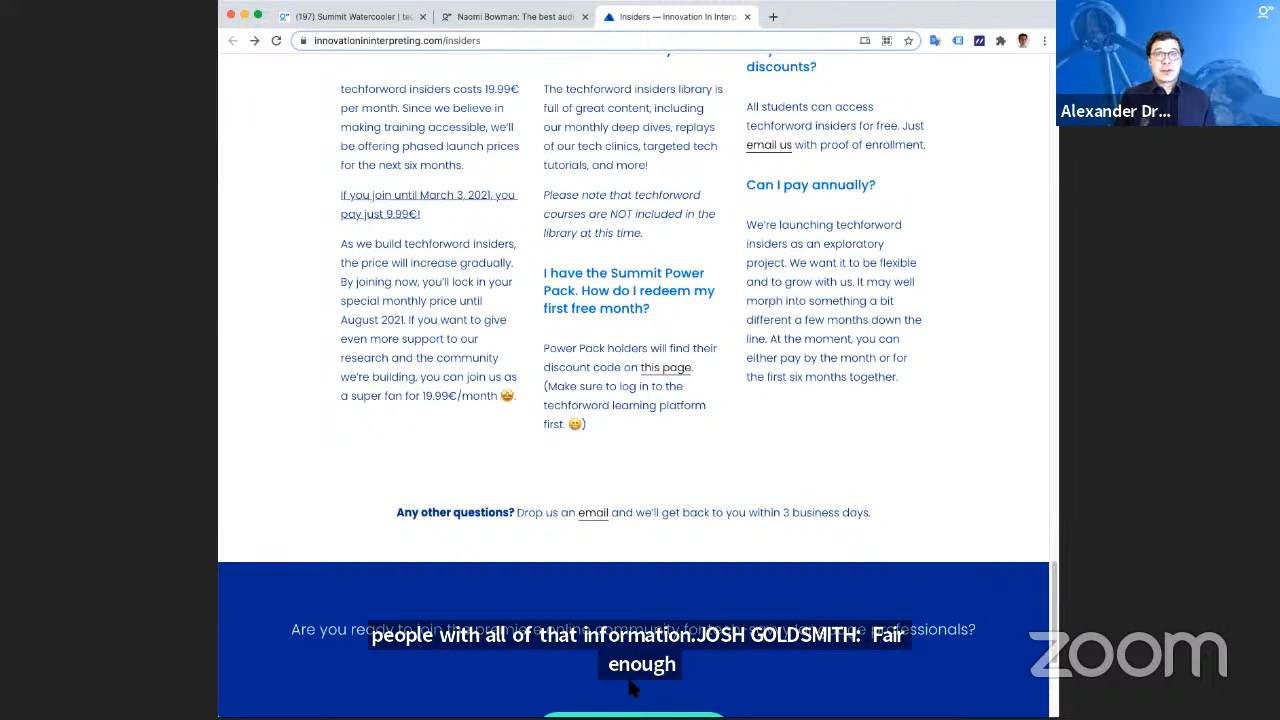 (197) Summit Watercooler | tec
Naomi Bowman: The best audi
Insiders — Innovation In Interp
innovationininterpreting.com/insiders
techforword insiders costs 19.99€
per month. Since we believe in
making training accessible, we'll
be offering phased launch prices
for the next six months.
If you join until March 3, 2021, you
pay just 9.99€!
As we build techforword insiders,
the price will increase gradually.
By joining now, you'll lock in your
special monthly price until
August 2021. If you want to give
even more support to our
research and the community
we're building, you can join us as
a super fan for 19.99€/month 🤩.
The techforword insiders library is
full of great content, including
our monthly deep dives, replays
of our tech clinics, targeted tech
tutorials, and more!
Please note that techforword
courses are NOT included in the
library at this time.
I have the Summit Power
Pack. How do I redeem my
first free month?
Power Pack holders will find their
discount code on this page.
(Make sure to log in to the
techforword learning platform
first. 😄)
discounts?
All students can access
techforword insiders for free. Just
email us with proof of enrollment.
Can I pay annually?
We're launching techforword
insiders as an exploratory
project. We want it to be flexible
and to grow with us. It may well
morph into something a bit
different a few months down the
line. At the moment, you can
either pay by the month or for
the first six months together.
Any other questions? Drop us an email and we'll get back to you within 3 business days.
Are you ready to join the premiere online community for tech-savvy language professionals?
people with all of that information.JOSH GOLDSMITH: Fair
enough
Alexander Dr...
zoom